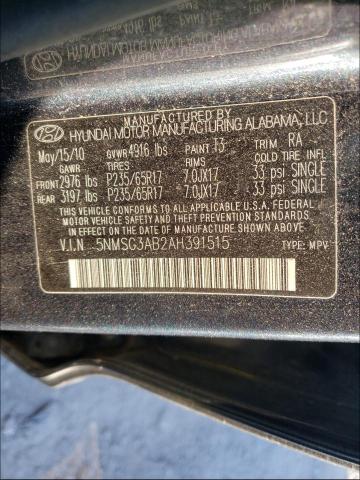 MANUFACTURED BY
HYUNDAI MOTOR MANUFACTURING ALABAMA, LLC
May/15/10 GVWR 4916 lbs PAINT T3 TRIM RA
GAWR TIRES RIMS COLD TIRE INFL
FRONT 2976 lbs P235/65R17 7.0JX17 33 psi SINGLE
REAR 3197 lbs P235/65R17 7.0JX17 33 psi SINGLE
THIS VEHICLE CONFORMS TO ALL APPLICABLE U.S.A FEDERAL
MOTOR VEHICLE SAFETY AND THEFT PREVENTION STANDARDS
IN EFFECT ON THE DATE OF MANUFACTURE SHOWN ABOVE.
V.I.N 5NMSG3AB2AH391515 TYPE: MPV